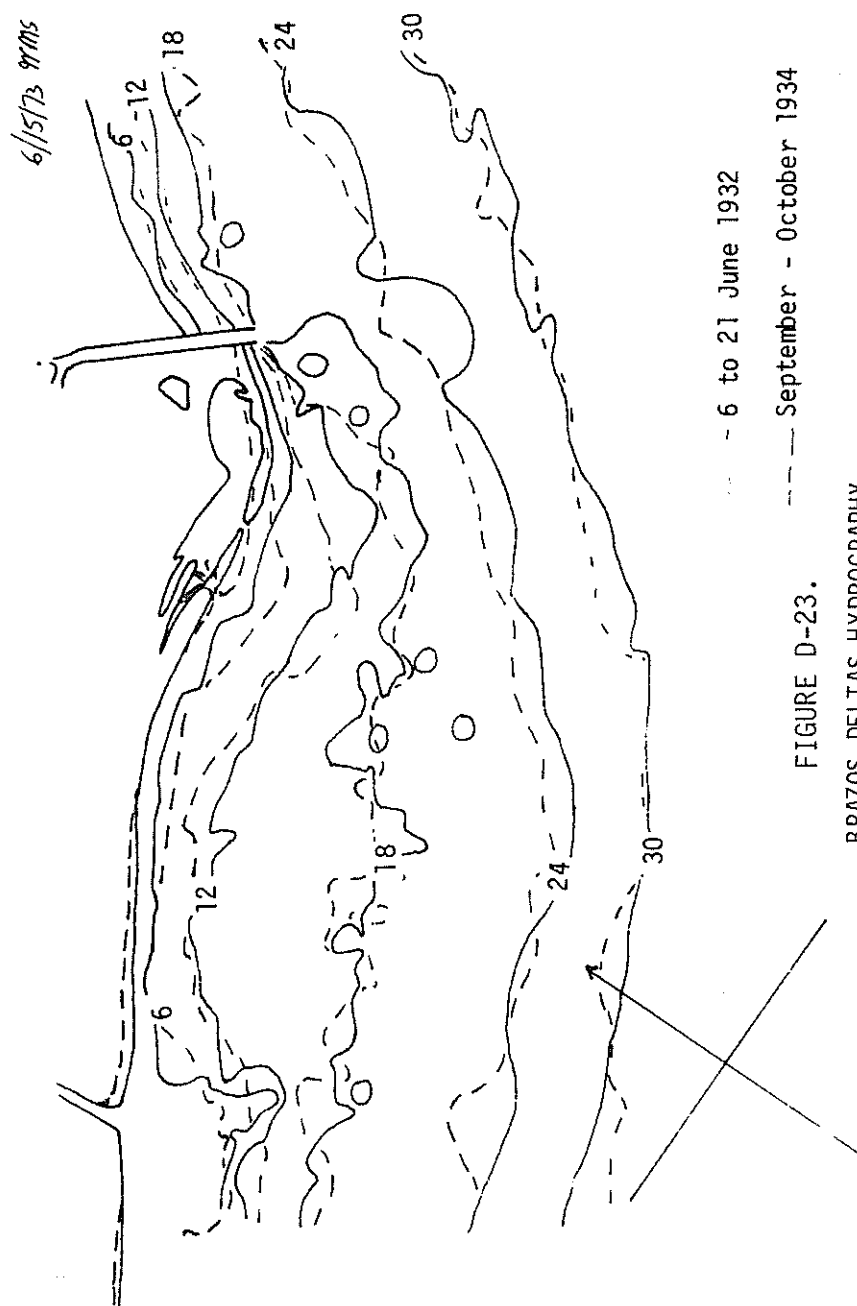 6/15/73
6
12
18
24
30
6
12
18
24
30
- 6 to 21 June 1932
--- September - October 1934
FIGURE D-23.
BRAZOS DELTAS HYDROGRAPHY